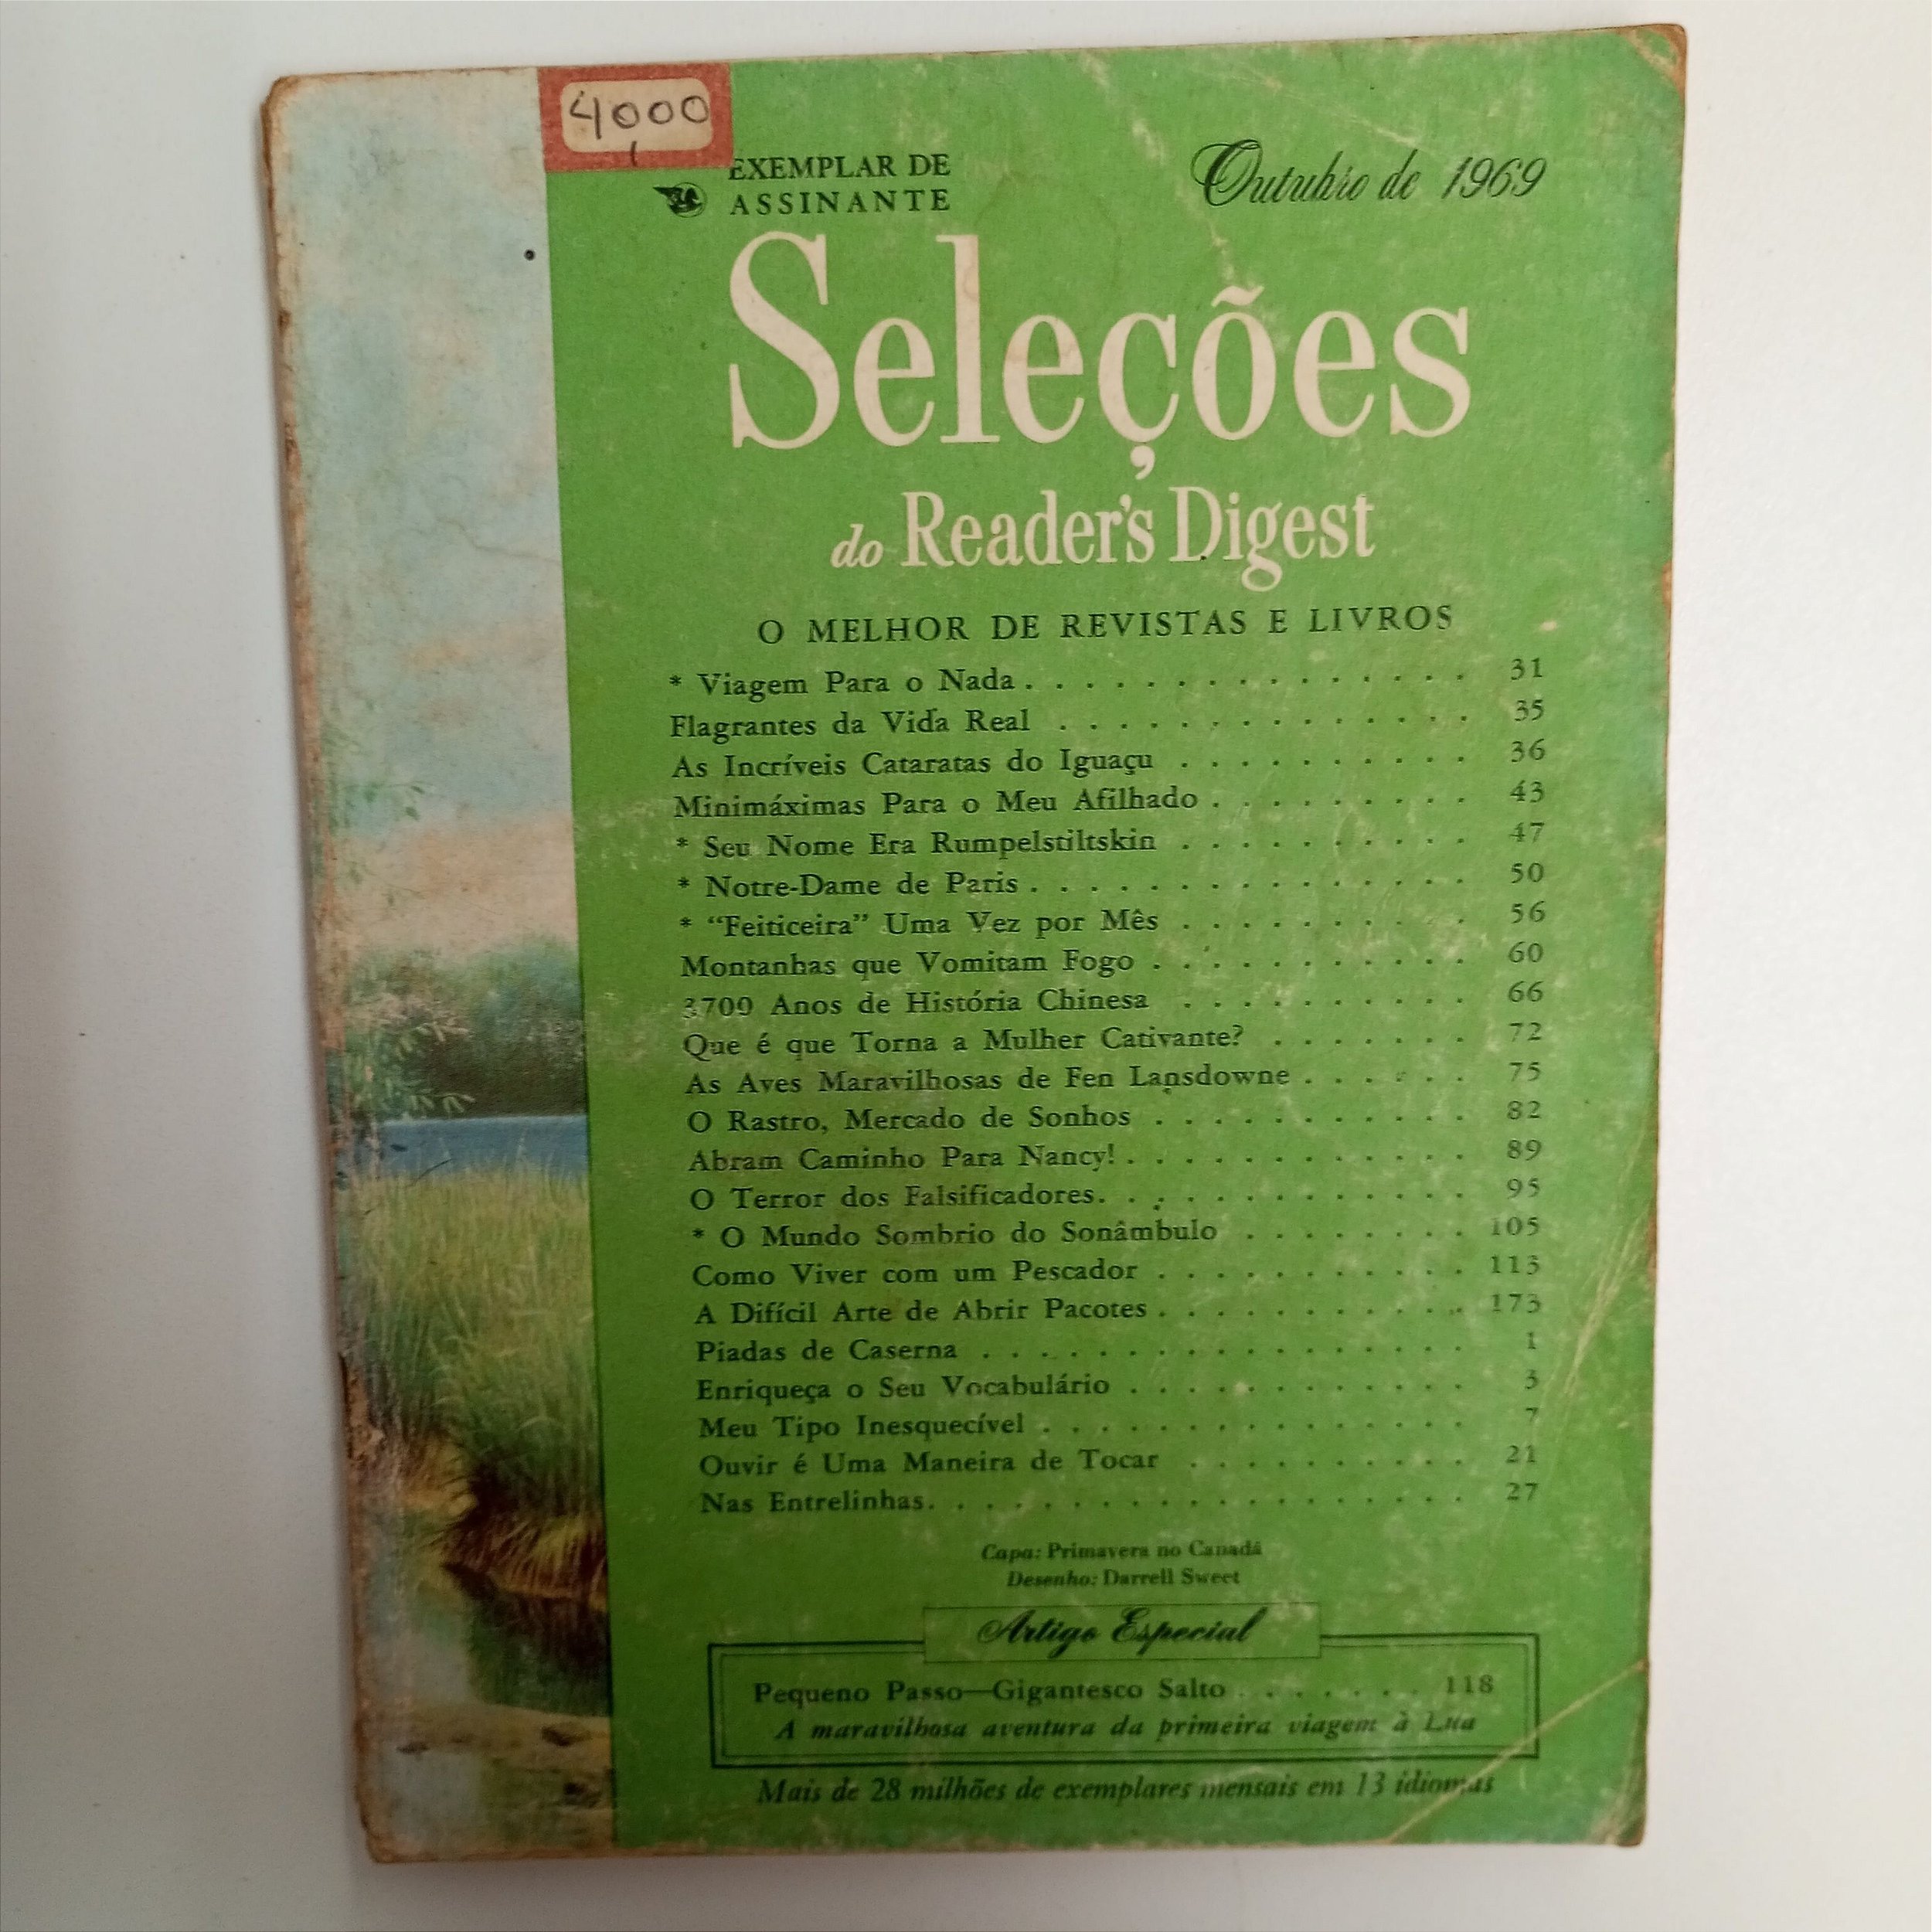 4000
EXEMPLAR DE
ASSINANTE
Outubro de 1969
Seleções
do Reader's Digest
O MELHOR DE REVISTAS E LIVROS
* Viagem Para o Nada . . . . . . . . . . . . . . . 31
Flagrantes da Vida Real . . . . . . . . . . . . . . 35
As Incríveis Cataratas do Iguaçu . . . . . . . . . . 36
Minimáximas Para o Meu Afilhado . . . . . . . . . 43
* Seu Nome Era Rumpelstiltskin . . . . . . . . . . 47
* Notre-Dame de Paris . . . . . . . . . . . . . . . 50
* “Feiticeira” Uma Vez por Mês . . . . . . . . . . 56
Montanhas que Vomitam Fogo . . . . . . . . . . . 60
3700 Anos de História Chinesa . . . . . . . . . . 66
Que é que Torna a Mulher Cativante? . . . . . . . 72
As Aves Maravilhosas de Fen Lansdowne . . . . . . 75
O Rastro, Mercado de Sonhos . . . . . . . . . . . 82
Abram Caminho Para Nancy! . . . . . . . . . . . . 89
O Terror dos Falsificadores . . . . . . . . . . . . . 95
* O Mundo Sombrio do Sonâmbulo . . . . . . . . 105
Como Viver com um Pescador . . . . . . . . . . . 113
A Difícil Arte de Abrir Pacotes . . . . . . . . . . . 173
Piadas de Caserna . . . . . . . . . . . . . . . . . 1
Enriqueça o Seu Vocabulário . . . . . . . . . . . . 3
Meu Tipo Inesquecível . . . . . . . . . . . . . . . 7
Ouvir é Uma Maneira de Tocar . . . . . . . . . . 21
Nas Entrelinhas . . . . . . . . . . . . . . . . . . . 27
Capa: Primavera no Canadá
Desenho: Darrell Sweet
Artigo Especial
Pequeno Passo—Gigantesco Salto . . . . . . . 118
A maravilhosa aventura da primeira viagem à Lua
Mais de 28 milhões de exemplares mensais em 13 idiomas